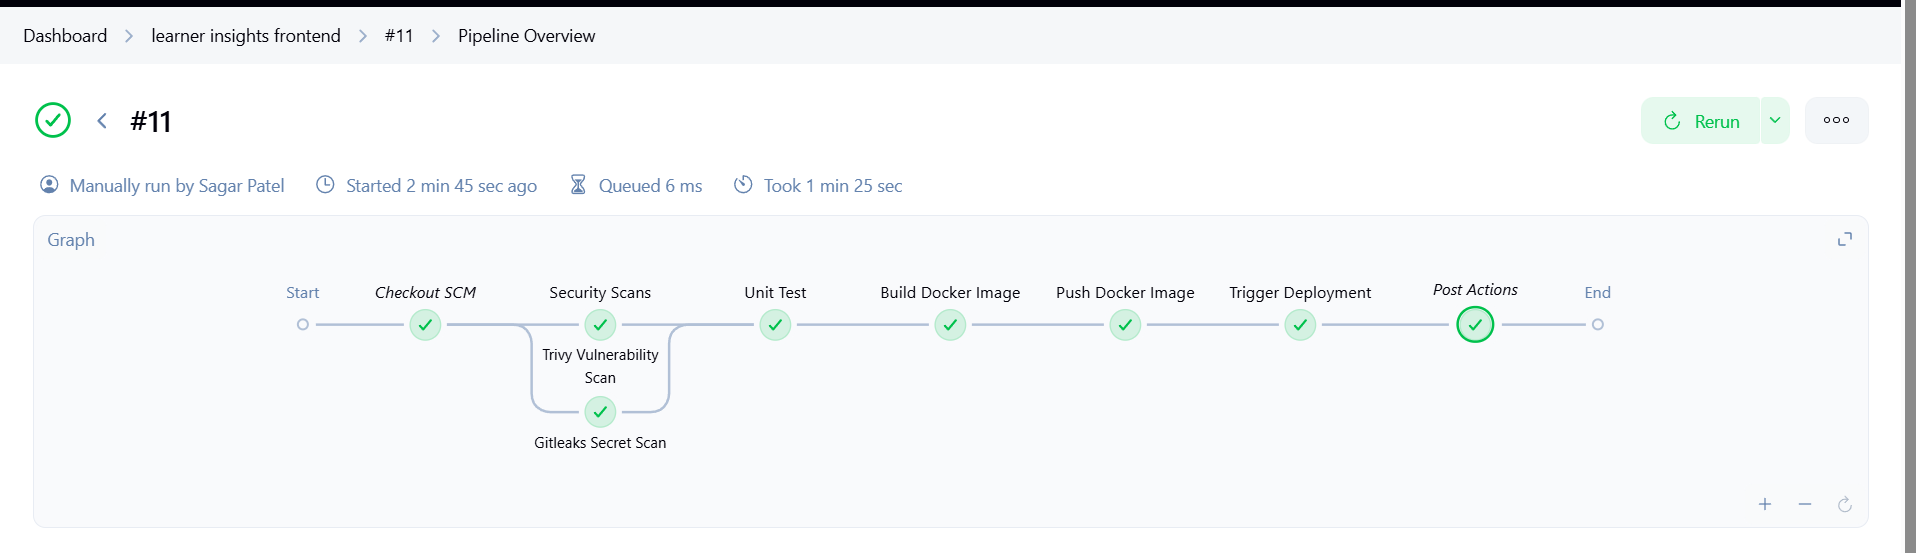 Dashboard > learner insights frontend > #11 > Pipeline Overview
#11
Rerun
Manually run by Sagar Patel Started 2 min 45 sec ago Queued 6 ms Took 1 min 25 sec
Graph
Start Checkout SCM Security Scans Unit Test Build Docker Image Push Docker Image Trigger Deployment Post Actions End
Trivy Vulnerability
Scan
Gitleaks Secret Scan